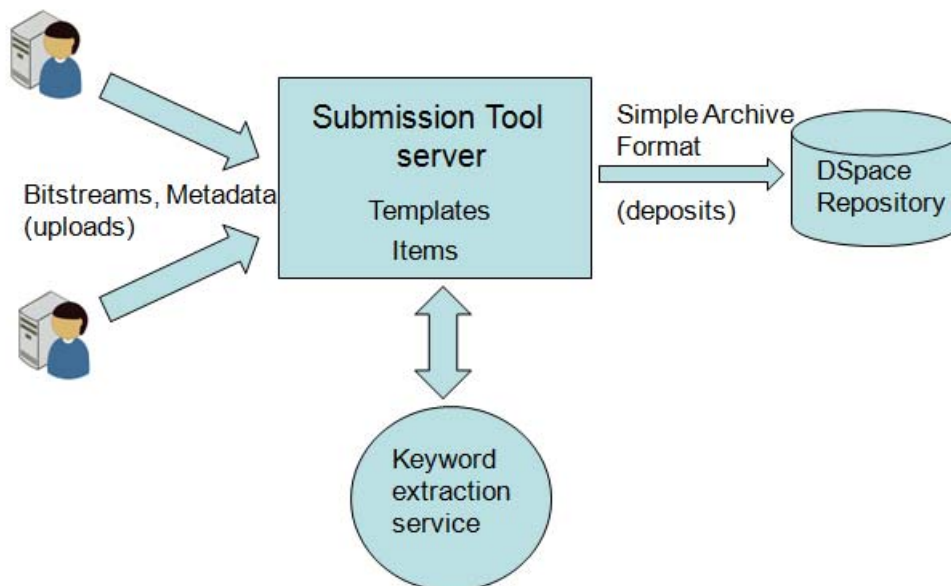 Submission Tool
server
Templates
Items
Bitstreams, Metadata
(uploads)
Simple Archive
Format
(deposits)
DSpace
Repository
Keyword
extraction
service